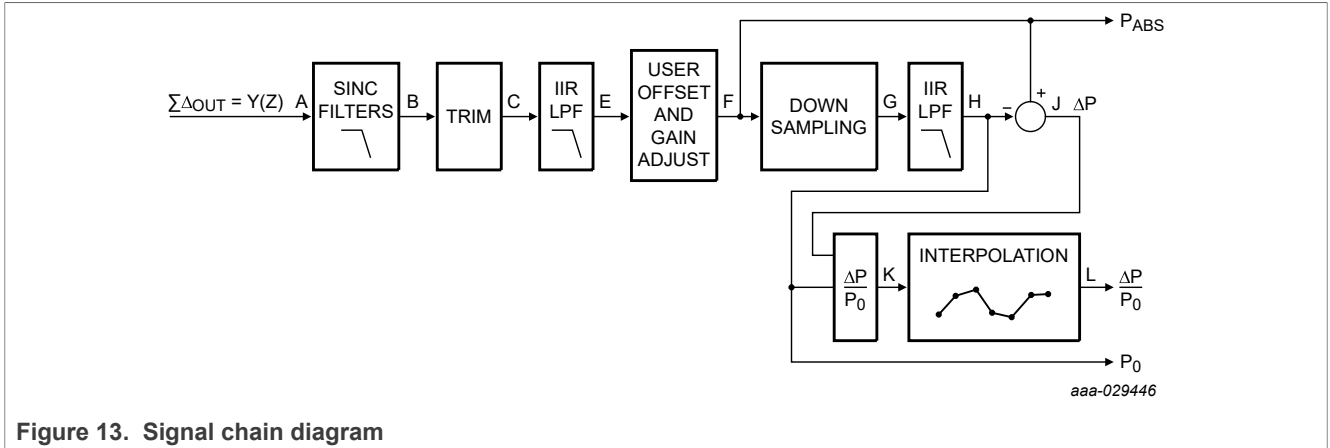 P_ABS
ΣΔ_OUT = Y(Z)
A
SINC
FILTERS
B
TRIM
C
IIR
LPF
E
USER
OFFSET
AND
GAIN
ADJUST
F
DOWN
SAMPLING
G
IIR
LPF
H
−
+
J
ΔP
ΔP
P_0
K
INTERPOLATION
L
ΔP
P_0
P_0
aaa-029446
Figure 13. Signal chain diagram